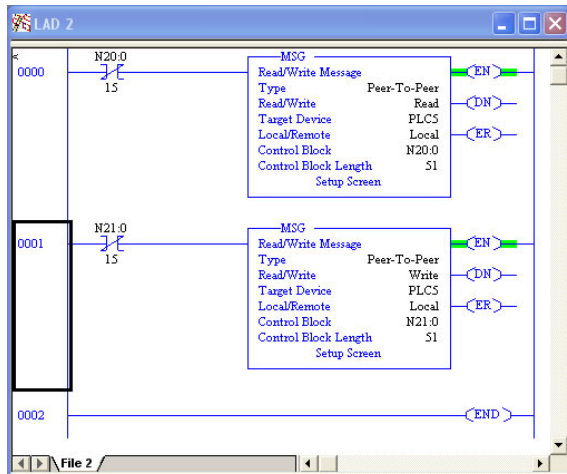 LAD 2
N20:0
15
0000
MSG
Read/Write Message
Type Peer-To-Peer
Read/Write Read
Target Device PLC5
Local/Remote Local
Control Block N20:0
Control Block Length 51
Setup Screen
EN
DN
ER
N21:0
15
0001
MSG
Read/Write Message
Type Peer-To-Peer
Read/Write Write
Target Device PLC5
Local/Remote Local
Control Block N21:0
Control Block Length 51
Setup Screen
EN
DN
ER
0002
END
File 2